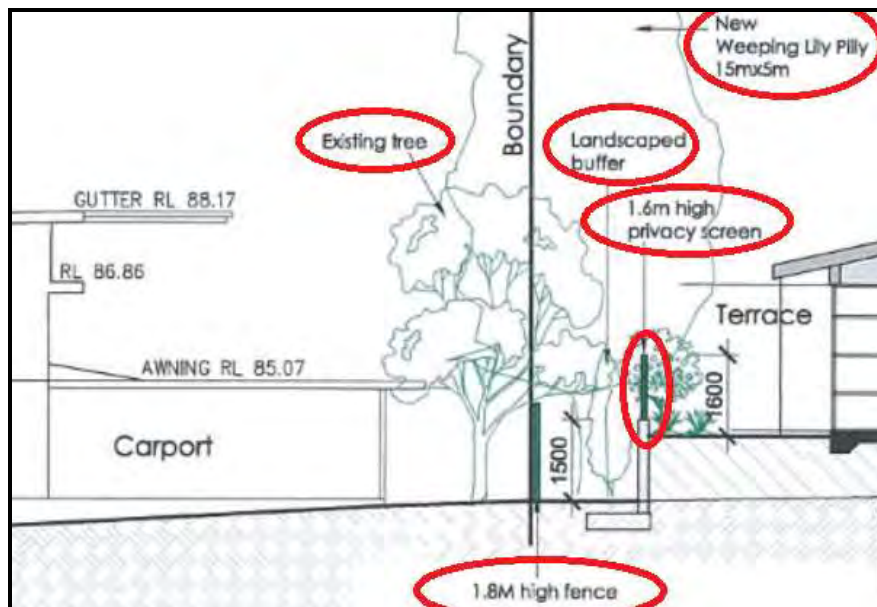 New
Weeping Lily Pilly
15mx5m
Boundary
Existing tree
Landscaped
buffer
GUTTER RL 88.17
1.6m high
privacy screen
RL 86.86
Terrace
AWNING RL 85.07
1600
Carport
1500
1.8M high fence